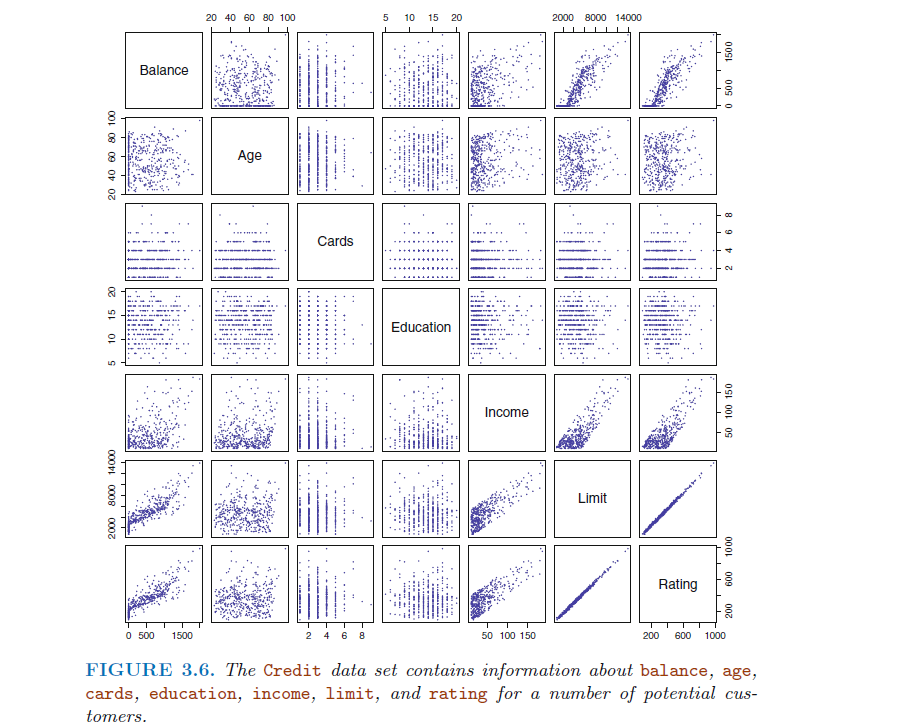 20 40 60 80 100
5 10 15 20
2000 8000 14000
Balance
0 500 1500
20 40 60 80 100
Age
Cards
2 4 6 8
5 10 15 20
Education
Income
50 100 150
2000 8000 14000
Limit
Rating
200 600 1000
0 500 1500
2 4 6 8
50 100 150
200 600 1000
FIGURE 3.6. The Credit data set contains information about balance, age,
cards, education, income, limit, and rating for a number of potential cus-
tomers.